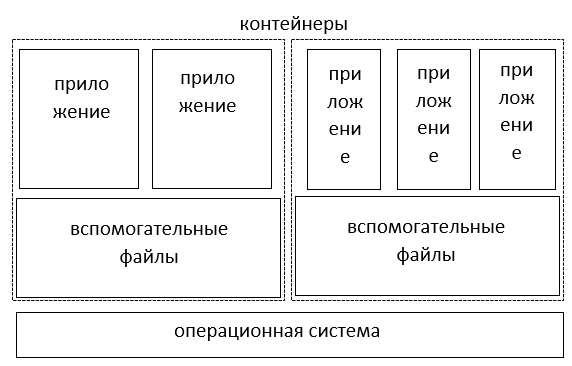 контейнеры
прило
жение
прило
жение
при
лож
ени
е
при
лож
ени
е
при
лож
ени
е
вспомогательные
файлы
вспомогательные
файлы
операционная система